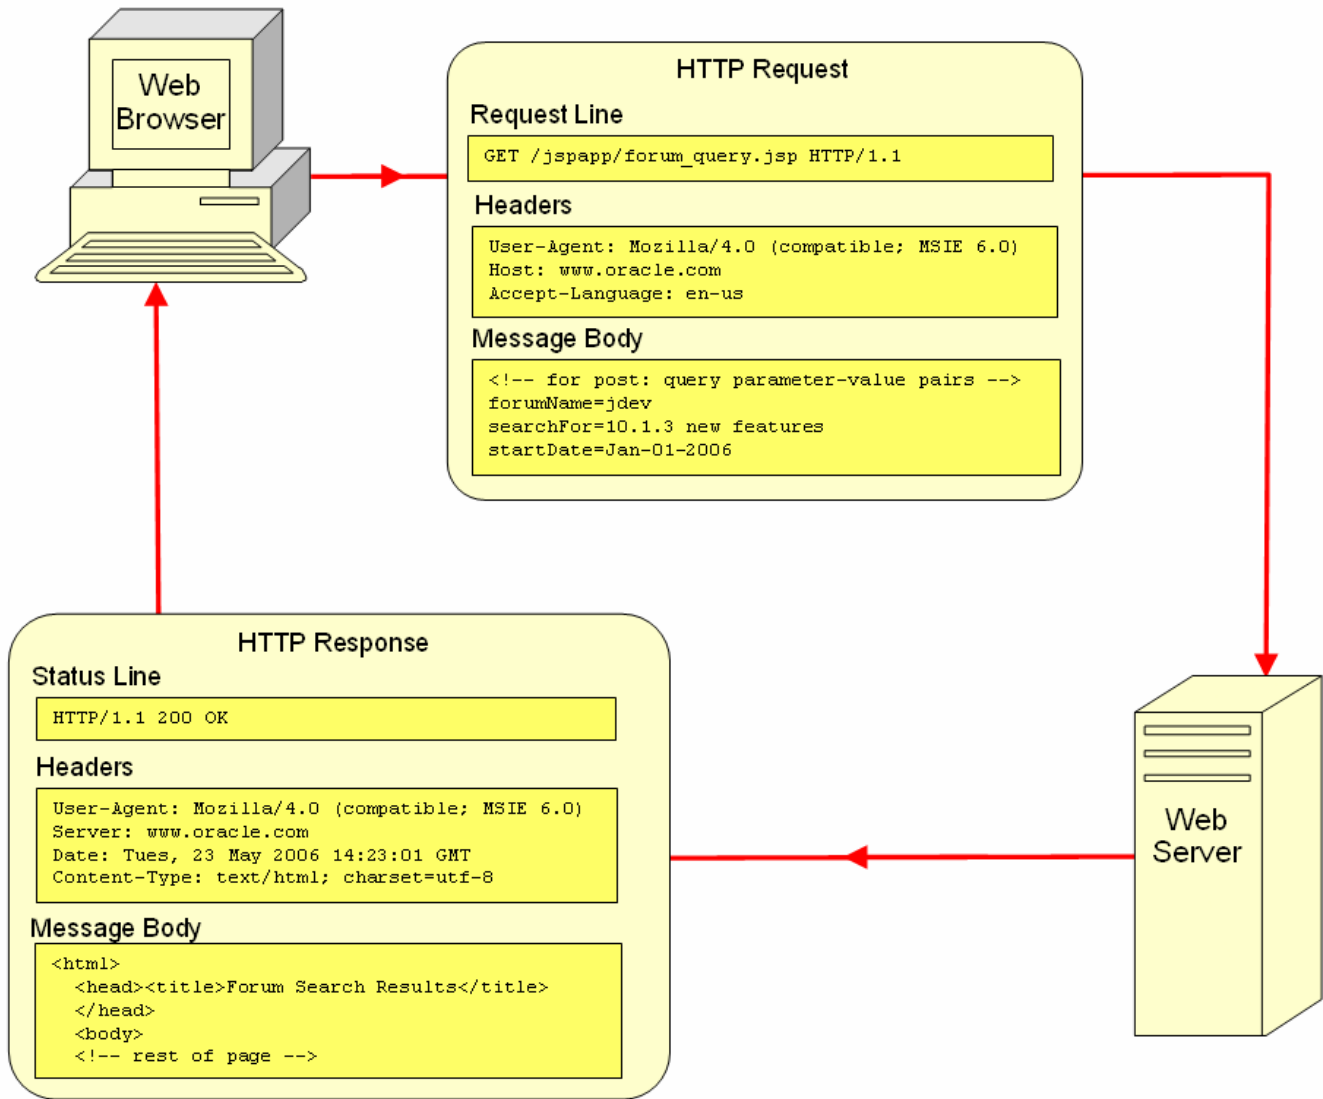 Web
Browser
HTTP Request
Request Line
GET /jspapp/forum_query.jsp HTTP/1.1
Headers
User-Agent: Mozilla/4.0 (compatible; MSIE 6.0)
Host: www.oracle.com
Accept-Language: en-us
Message Body
<!-- for post: query parameter-value pairs -->
forumName=jdev
searchFor=10.1.3 new features
startDate=Jan-01-2006
Web
Server
HTTP Response
Status Line
HTTP/1.1 200 OK
Headers
User-Agent: Mozilla/4.0 (compatible; MSIE 6.0)
Server: www.oracle.com
Date: Tues, 23 May 2006 14:23:01 GMT
Content-Type: text/html; charset=utf-8
Message Body
<html>
<head><title>Forum Search Results</title>
</head>
<body>
<!-- rest of page -->